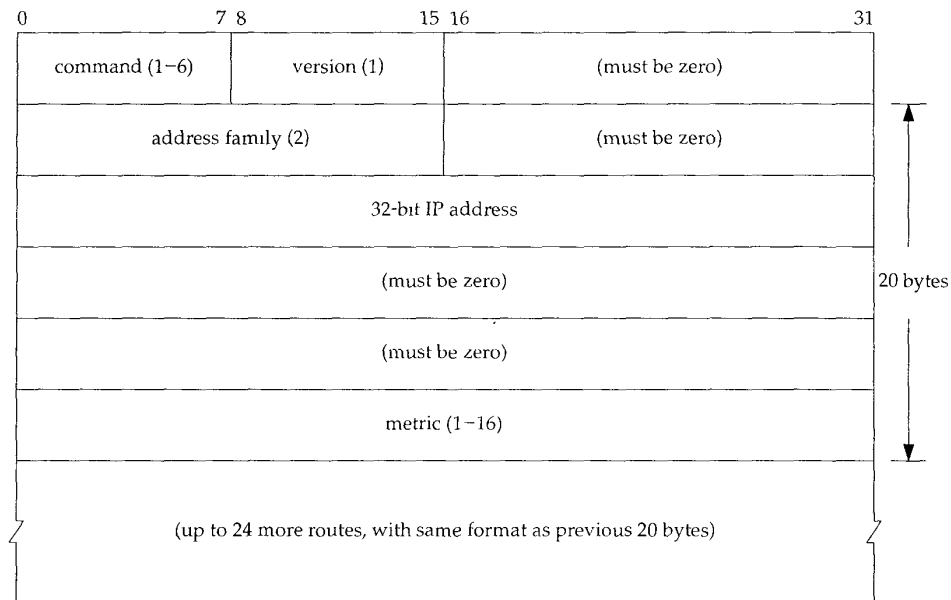 0 7 8 15 16 31
command (1−6) version (1) (must be zero)
address family (2) (must be zero)
32-bit IP address
(must be zero)
20 bytes
(must be zero)
metric (1−16)
(up to 24 more routes, with same format as previous 20 bytes)